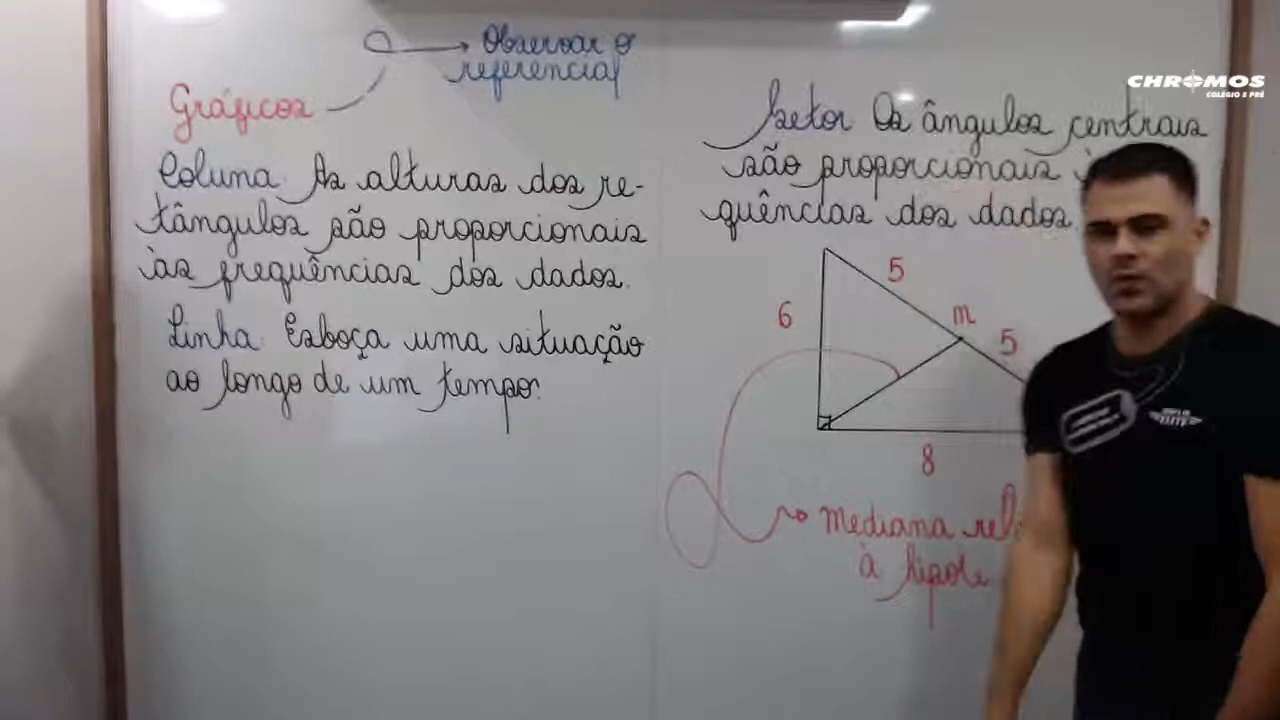 Observar o
referencial
Gráficos
Coluna: As alturas dos re-
tângulos são proporcionais
às frequências dos dados.
Linha: Esboça uma situação
ao longo de um tempo.
CHROMOS
COLÉGIO E PRÉ
Setor: Os ângulos centrais
são proporcionais
quências dos dados.
5
m
6
5
8
Mediana
à